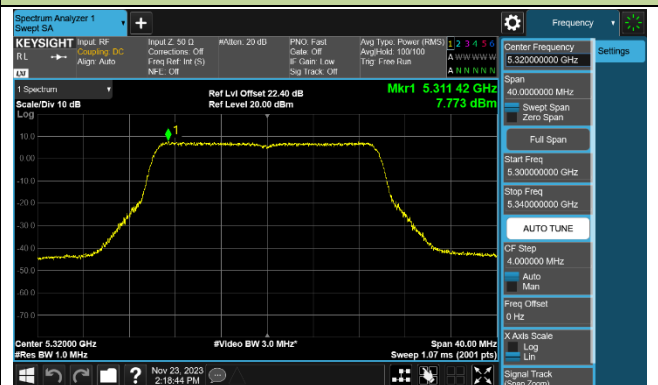 Spectrum Analyzer 1
Swept SA
+
Frequency
KEYSIGHT
RL
LXI
Input: RF
Coupling: DC
Align: Auto
Input Z: 50 Ω
Corrections: Off
Freq Ref: Int (S)
NFE: Off
#Atten: 20 dB
PNO: Fast
Gate: Off
IF Gain: Low
Sig Track: Off
Avg Type: Power (RMS)
Avg|Hold: 100/100
Trig: Free Run
1 2 3 4 5 6
A W W W W W
A N N N N N
1 Spectrum
Scale/Div 10 dB
Log
Ref Lvl Offset 22.40 dB
Ref Level 20.00 dBm
Mkr1 5.311 42 GHz
7.773 dBm
10.0
0.00
-10.0
-20.0
-30.0
-40.0
-50.0
-60.0
-70.0
1
Center 5.32000 GHz
#Res BW 1.0 MHz
#Video BW 3.0 MHz*
Span 40.00 MHz
Sweep 1.07 ms (2001 pts)
Nov 23, 2023
2:18:44 PM
?
Center Frequency
5.320000000 GHz
Settings
Span
40.0000000 MHz
Swept Span
Zero Span
Full Span
Start Freq
5.300000000 GHz
Stop Freq
5.340000000 GHz
AUTO TUNE
CF Step
4.000000 MHz
Auto
Man
Freq Offset
0 Hz
X Axis Scale
Log
Lin
Signal Track
(Span Zoom)